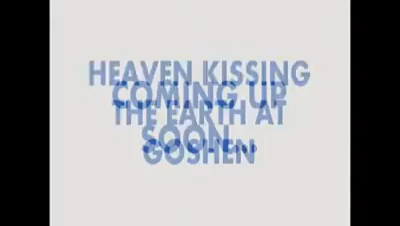 HEAVEN KISSING
COMING UP
THE EARTH AT
SOON...
GOSHEN